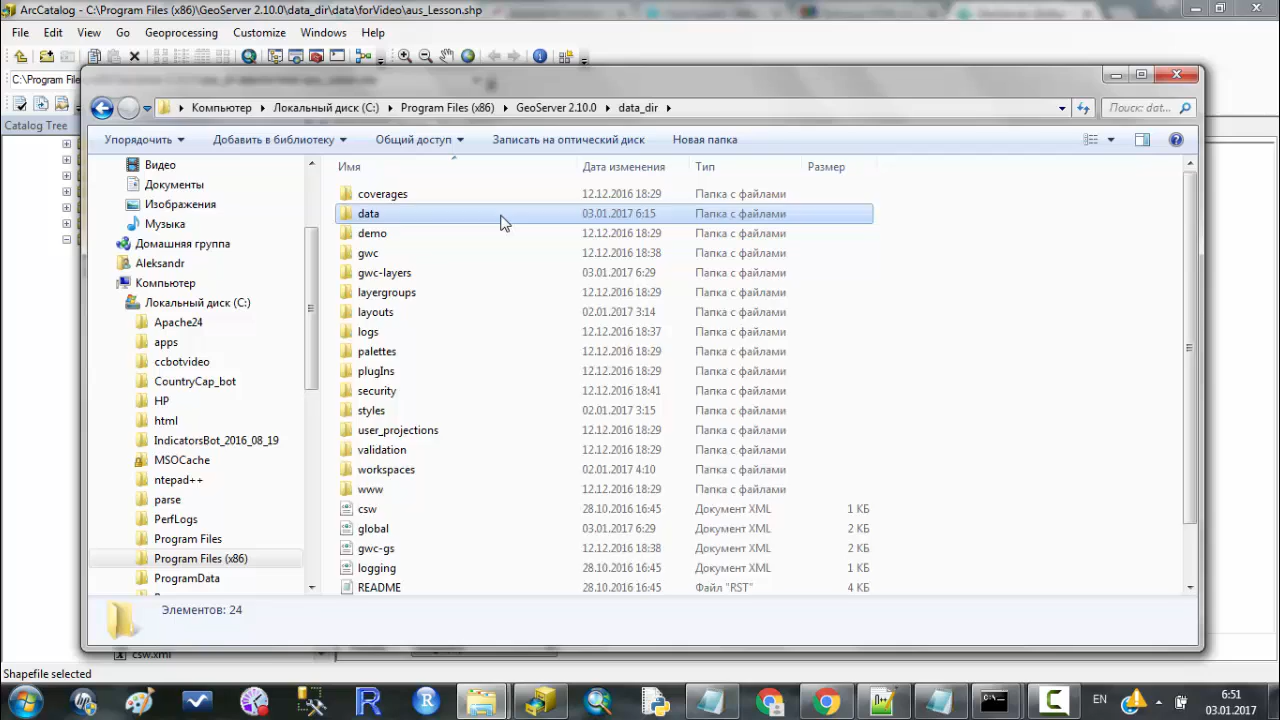 ArcCatalog - C:\Program Files (x86)\GeoServer 2.10.0\data_dir\data\forVideo\aus_Lesson.shp
File Edit View Go Geoprocessing Customize Windows Help
C:\Program Files
Catalog Tree
Компьютер Локальный диск (C:) Program Files (x86) GeoServer 2.10.0 data_dir
Поиск: dat...
Упорядочить Добавить в библиотеку Общий доступ Записать на оптический диск Новая папка
Видео
Документы
Изображения
Музыка
Домашняя группа
Aleksandr
Компьютер
Локальный диск (C:)
Apache24
apps
ccbotvideo
CountryCap_bot
HP
html
IndicatorsBot_2016_08_19
MSOCache
ntepad++
parse
PerfLogs
Program Files
Program Files (x86)
ProgramData
Имя Дата изменения Тип Размер
coverages 12.12.2016 18:29 Папка с файлами
data 03.01.2017 6:15 Папка с файлами
demo 12.12.2016 18:29 Папка с файлами
gwc 12.12.2016 18:38 Папка с файлами
gwc-layers 03.01.2017 6:29 Папка с файлами
layergroups 12.12.2016 18:29 Папка с файлами
layouts 02.01.2017 3:14 Папка с файлами
logs 12.12.2016 18:37 Папка с файлами
palettes 12.12.2016 18:29 Папка с файлами
plugIns 12.12.2016 18:29 Папка с файлами
security 12.12.2016 18:41 Папка с файлами
styles 02.01.2017 3:15 Папка с файлами
user_projections 12.12.2016 18:29 Папка с файлами
validation 12.12.2016 18:29 Папка с файлами
workspaces 02.01.2017 4:10 Папка с файлами
www 12.12.2016 18:29 Папка с файлами
csw 28.10.2016 16:45 Документ XML 1 КБ
global 03.01.2017 6:29 Документ XML 2 КБ
gwc-gs 12.12.2016 18:38 Документ XML 2 КБ
logging 28.10.2016 16:45 Документ XML 1 КБ
README 28.10.2016 16:45 Файл "RST" 4 КБ
Элементов: 24
csw.xml
Shapefile selected
EN
6:51
03.01.2017